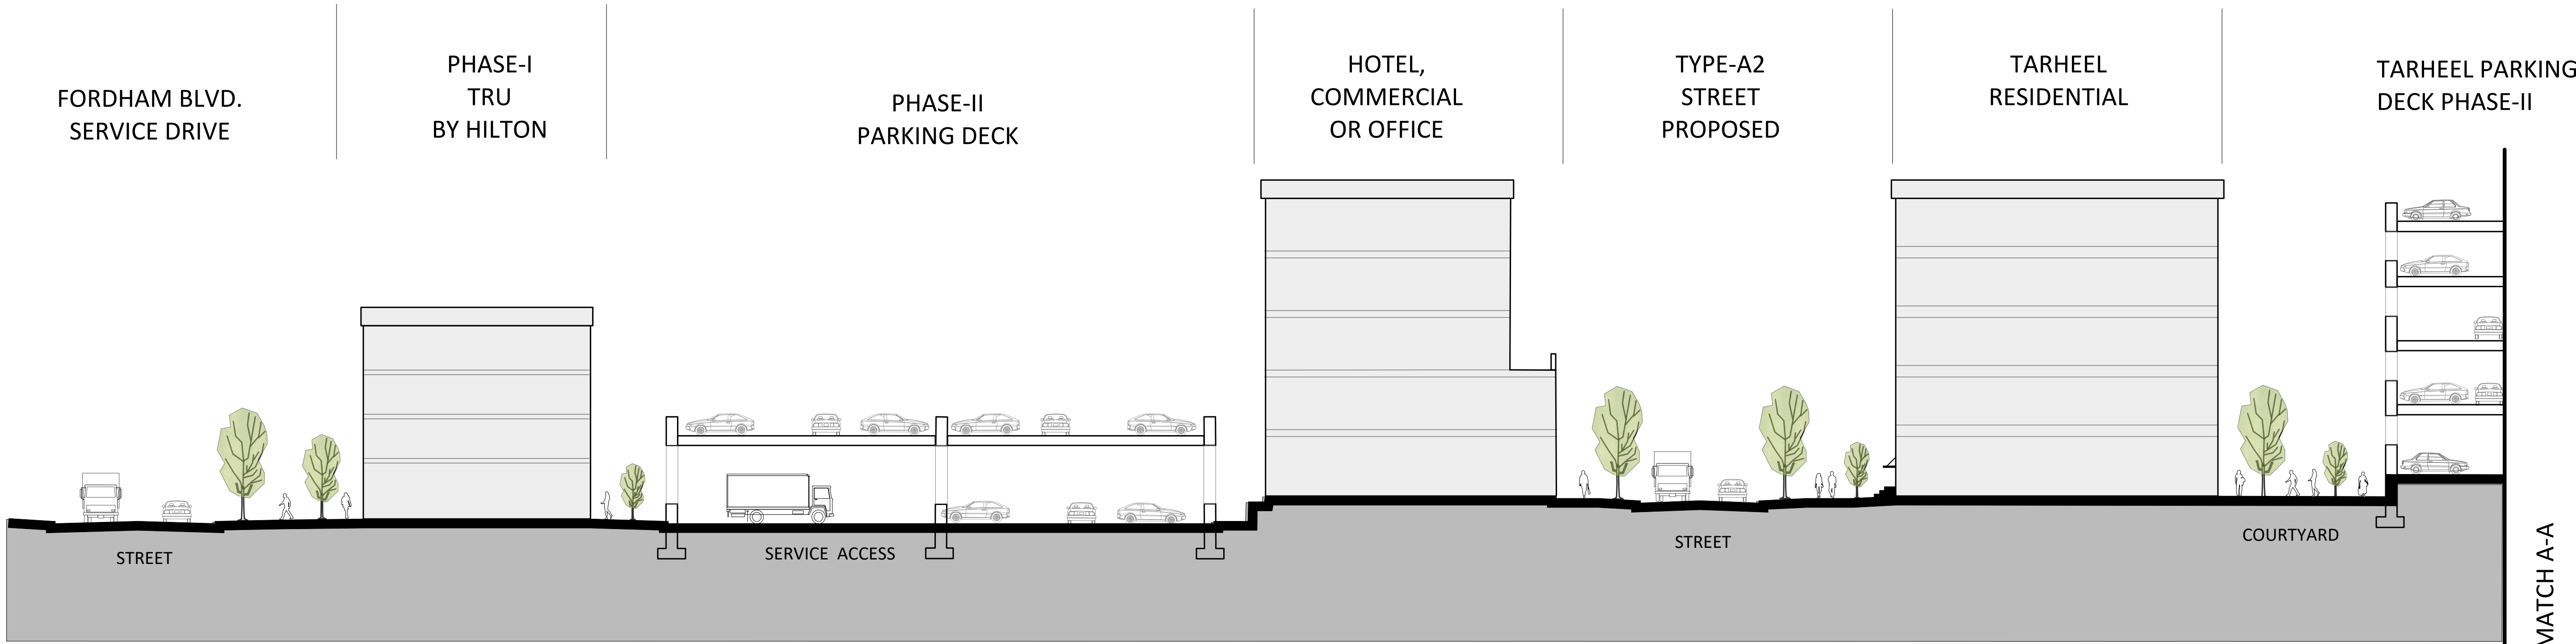 FORDHAM BLVD.
SERVICE DRIVE
PHASE-I
TRU
BY HILTON
PHASE-II
PARKING DECK
HOTEL,
COMMERCIAL
OR OFFICE
TYPE-A2
STREET
PROPOSED
TARHEEL
RESIDENTIAL
TARHEEL PARKING
DECK PHASE-II
STREET
SERVICE ACCESS
STREET
COURTYARD
MATCH A-A